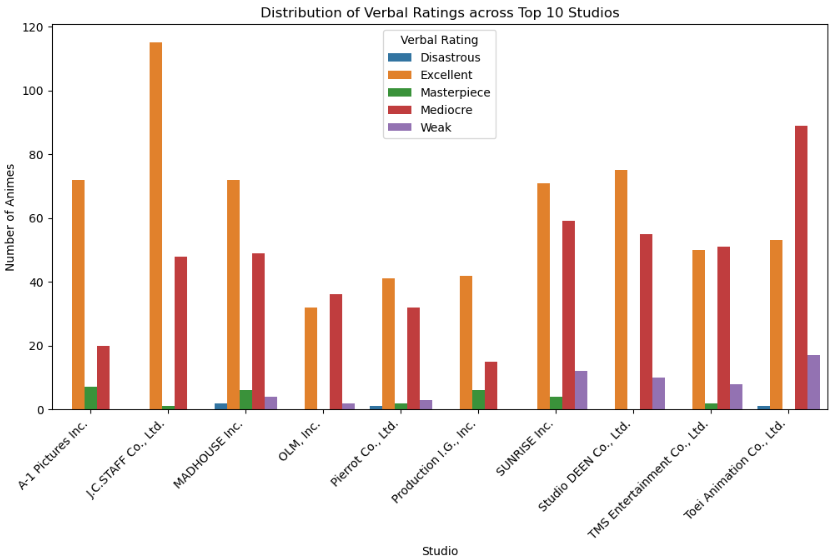 Distribution of Verbal Ratings across Top 10 Studios
Number of Animes
120
100
80
60
40
20
0
Verbal Rating
Disastrous
Excellent
Masterpiece
Mediocre
Weak
A-1 Pictures Inc.
J.C.STAFF Co., Ltd.
MADHOUSE Inc.
OLM, Inc.
Pierrot Co., Ltd.
Production I.G., Inc.
SUNRISE Inc.
Studio DEEN Co., Ltd.
TMS Entertainment Co., Ltd.
Toei Animation Co., Ltd.
Studio